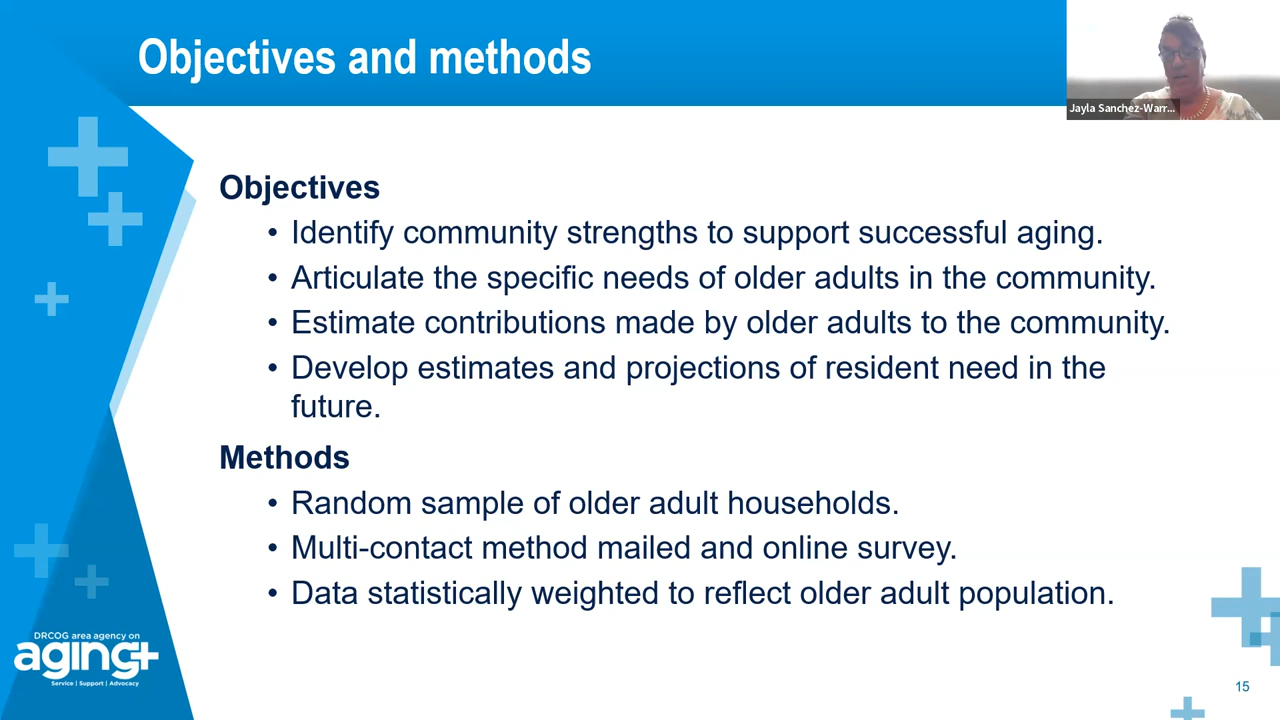 Objectives and methods
Jayla Sanchez-Warr...
Objectives
• Identify community strengths to support successful aging.
• Articulate the specific needs of older adults in the community.
• Estimate contributions made by older adults to the community.
• Develop estimates and projections of resident need in the
future.
Methods
• Random sample of older adult households.
• Multi-contact method mailed and online survey.
• Data statistically weighted to reflect older adult population.
DRCOG area agency on
aging+
Service | Support | Advocacy
15